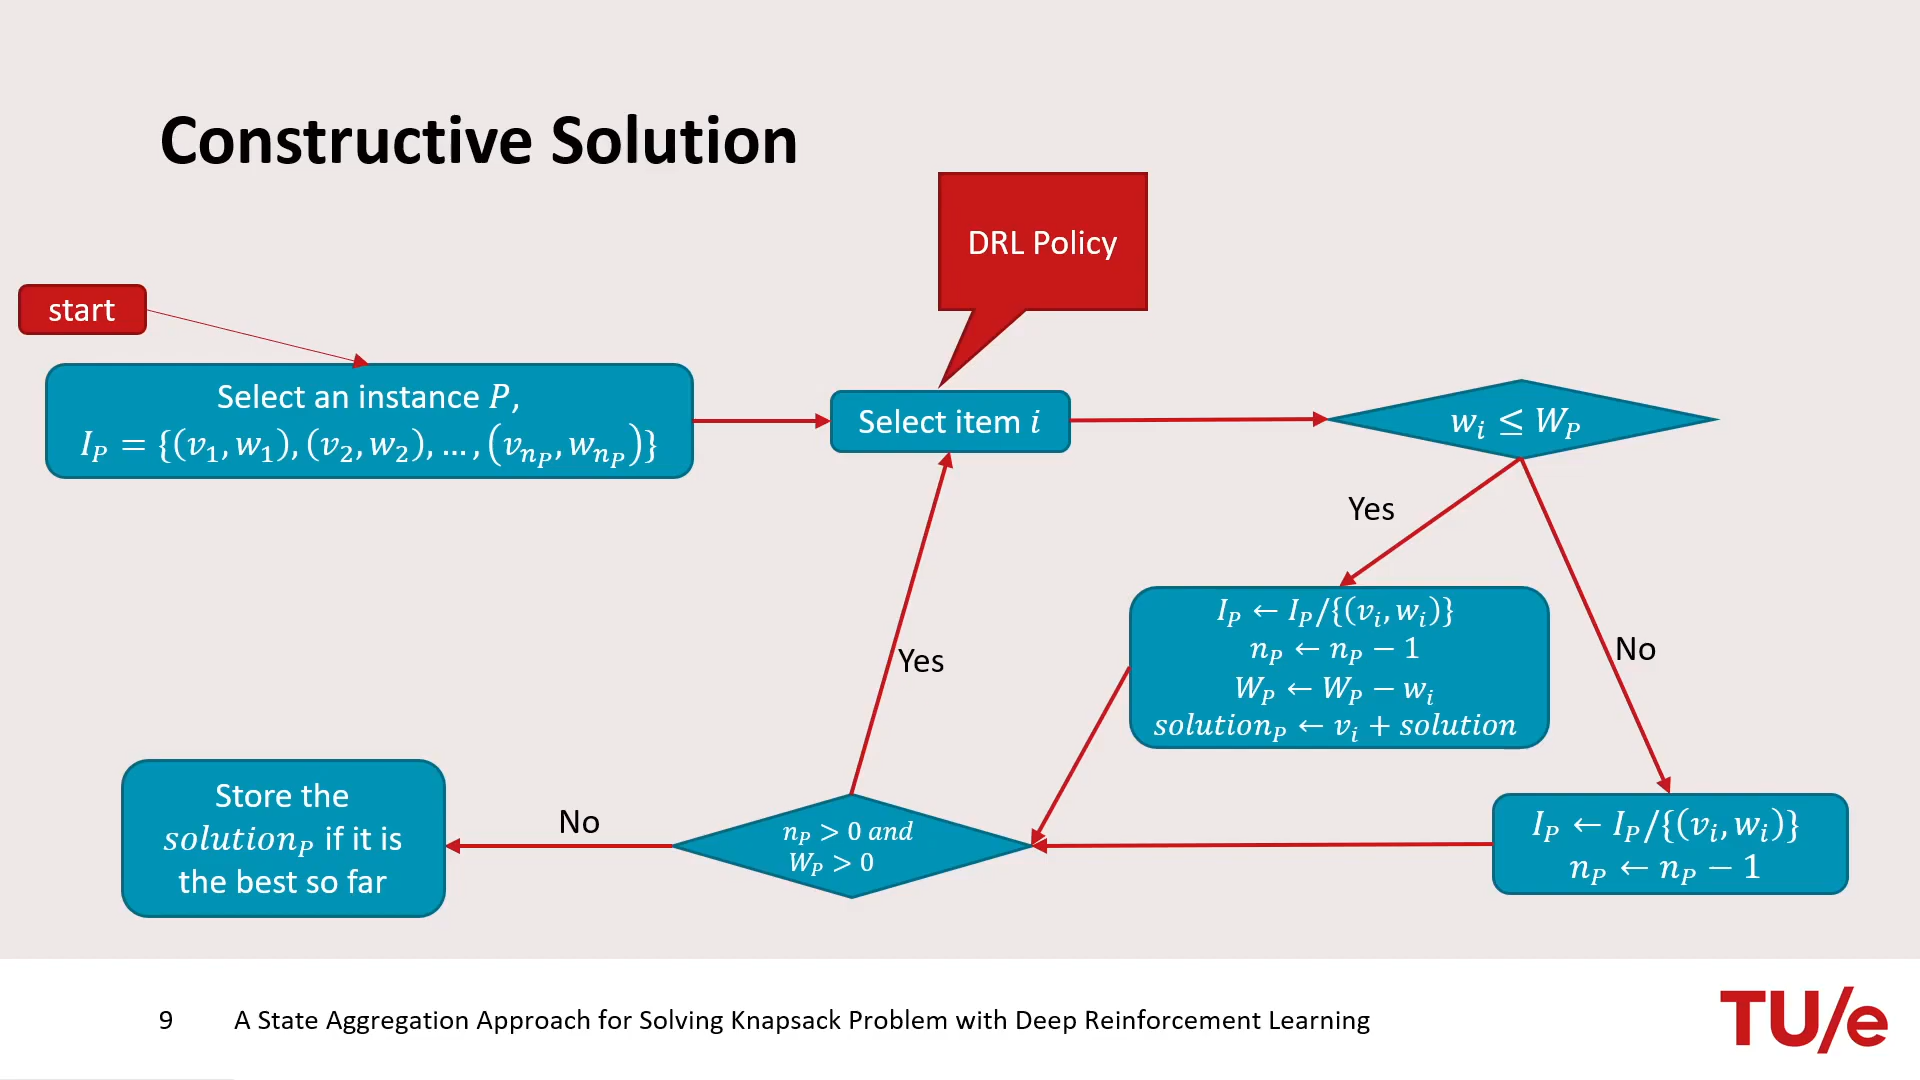 Constructive Solution
DRL Policy
start
Select an instance P,
I_P = {(v_1, w_1), (v_2, w_2), ..., (v_{n_P}, w_{n_P})}
Select item i
w_i ≤ W_P
Yes
No
I_P ← I_P/{(v_i, w_i)}
n_P ← n_P − 1
W_P ← W_P − w_i
solution_P ← v_i + solution
Yes
I_P ← I_P/{(v_i, w_i)}
n_P ← n_P − 1
n_P > 0 and
W_P > 0
No
Store the
solution_P if it is
the best so far
9
A State Aggregation Approach for Solving Knapsack Problem with Deep Reinforcement Learning
TU/e